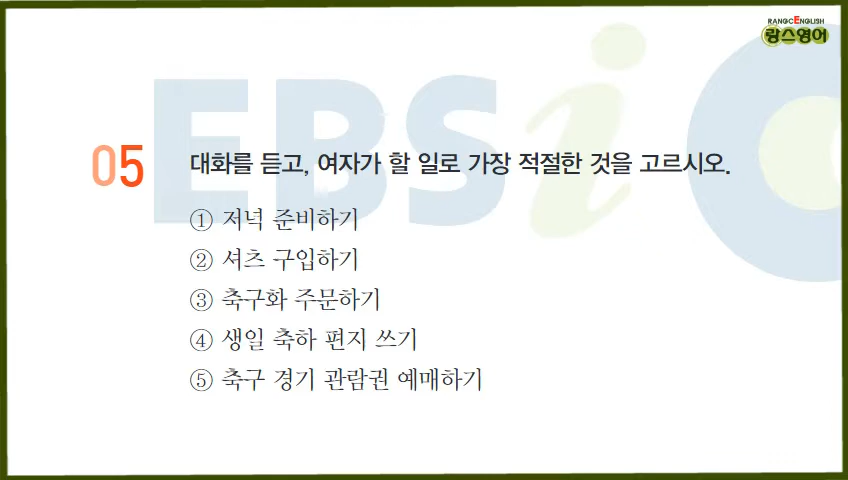 RANGCENGLISH
랑스영어
EBSi
05 대화를 듣고, 여자가 할 일로 가장 적절한 것을 고르시오.
① 저녁 준비하기
② 셔츠 구입하기
③ 축구화 주문하기
④ 생일 축하 편지 쓰기
⑤ 축구 경기 관람권 예매하기